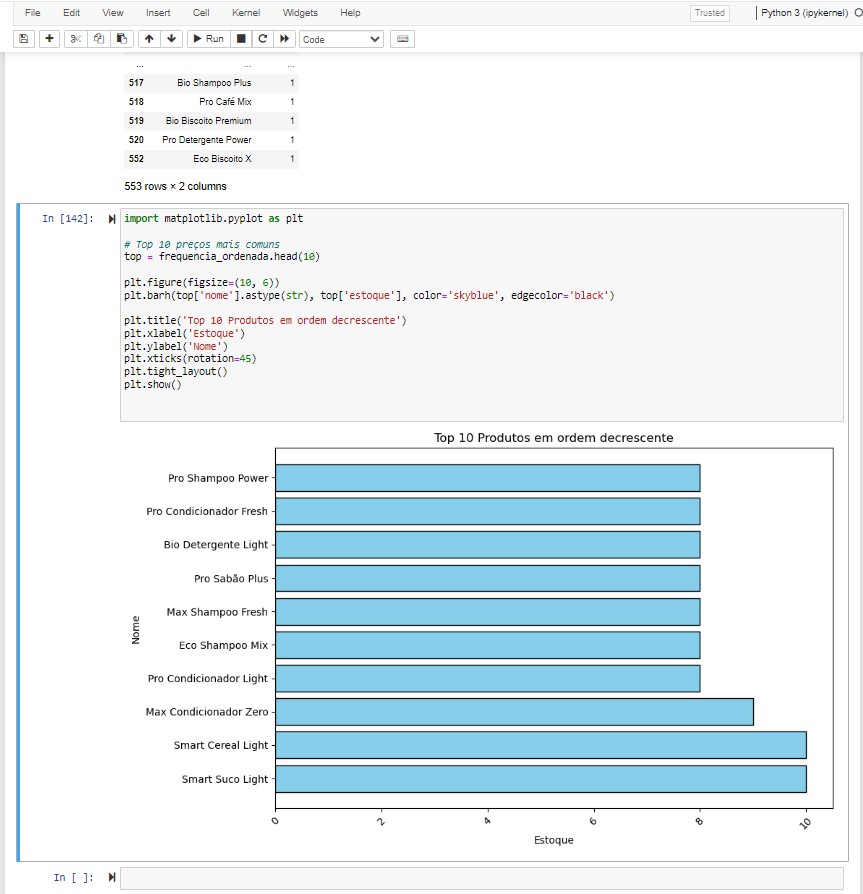 File Edit View Insert Cell Kernel Widgets Help Trusted Python 3 (ipykernel)
Run Code
... ... ...
517 Bio Shampoo Plus 1
518 Pro Café Mix 1
519 Bio Biscoito Premium 1
520 Pro Detergente Power 1
552 Eco Biscoito X 1
553 rows × 2 columns
In [142]:
import matplotlib.pyplot as plt
# Top 10 preços mais comuns
top = frequencia_ordenada.head(10)
plt.figure(figsize=(10, 6))
plt.barh(top['nome'].astype(str), top['estoque'], color='skyblue', edgecolor='black')
plt.title('Top 10 Produtos em ordem decrescente')
plt.xlabel('Estoque')
plt.ylabel('Nome')
plt.xticks(rotation=45)
plt.tight_layout()
plt.show()
Top 10 Produtos em ordem decrescente
Pro Shampoo Power
Pro Condicionador Fresh
Bio Detergente Light
Pro Sabão Plus
Max Shampoo Fresh
Eco Shampoo Mix
Pro Condicionador Light
Max Condicionador Zero
Smart Cereal Light
Smart Suco Light
Nome
0 2 4 6 8 10
Estoque
In [ ]: